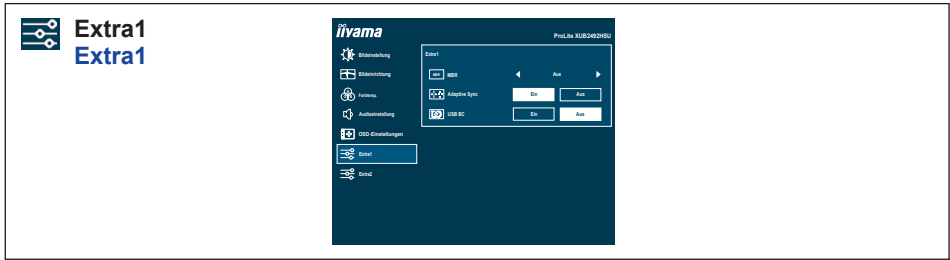 Extra1
Extra1
iiyama
ProLite XUB2492HSU
Bildeinstellung
Bildeinrichtung
Farbtemp.
Audioeinstellung
OSD-Einstellungen
Extra1
Extra2
Extra1
MBR MBR Aus
Adaptive Sync Ein Aus
USB BC Ein Aus